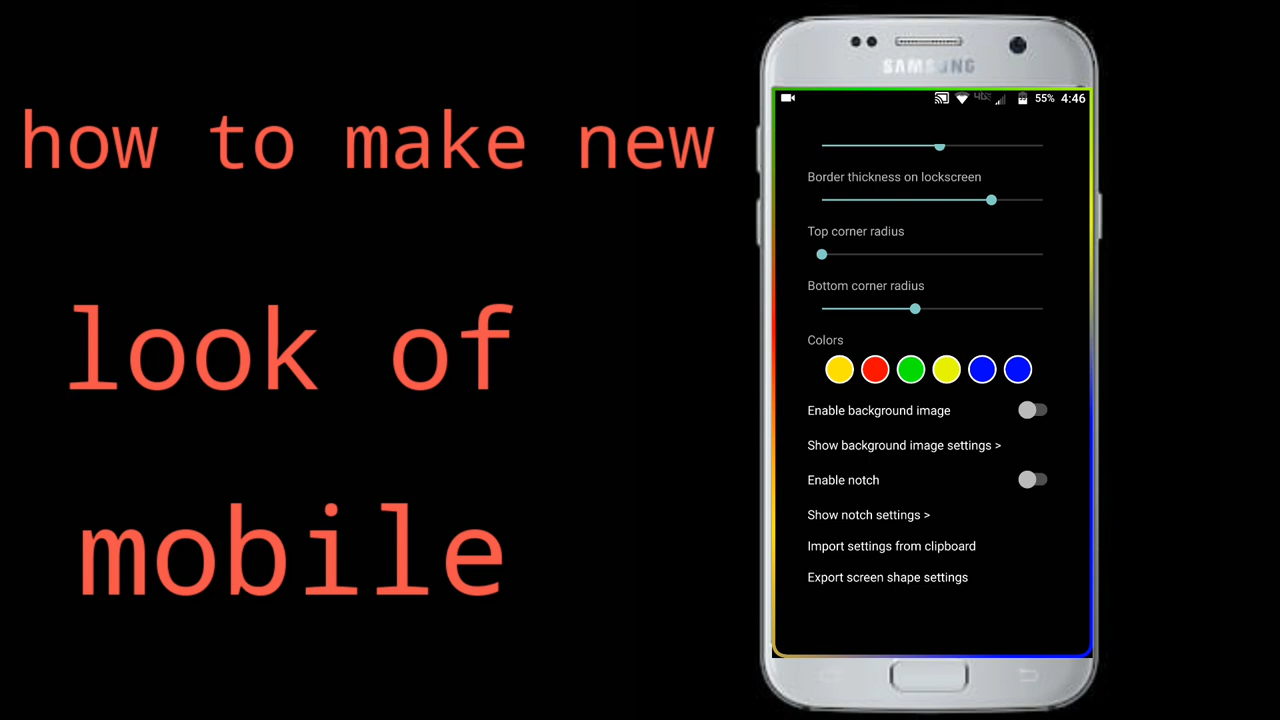 how to make new
look of
mobile
SAMSUNG
55% 4:46
Border thickness on lockscreen
Top corner radius
Bottom corner radius
Colors
Enable background image
Show background image settings >
Enable notch
Show notch settings >
Import settings from clipboard
Export screen shape settings